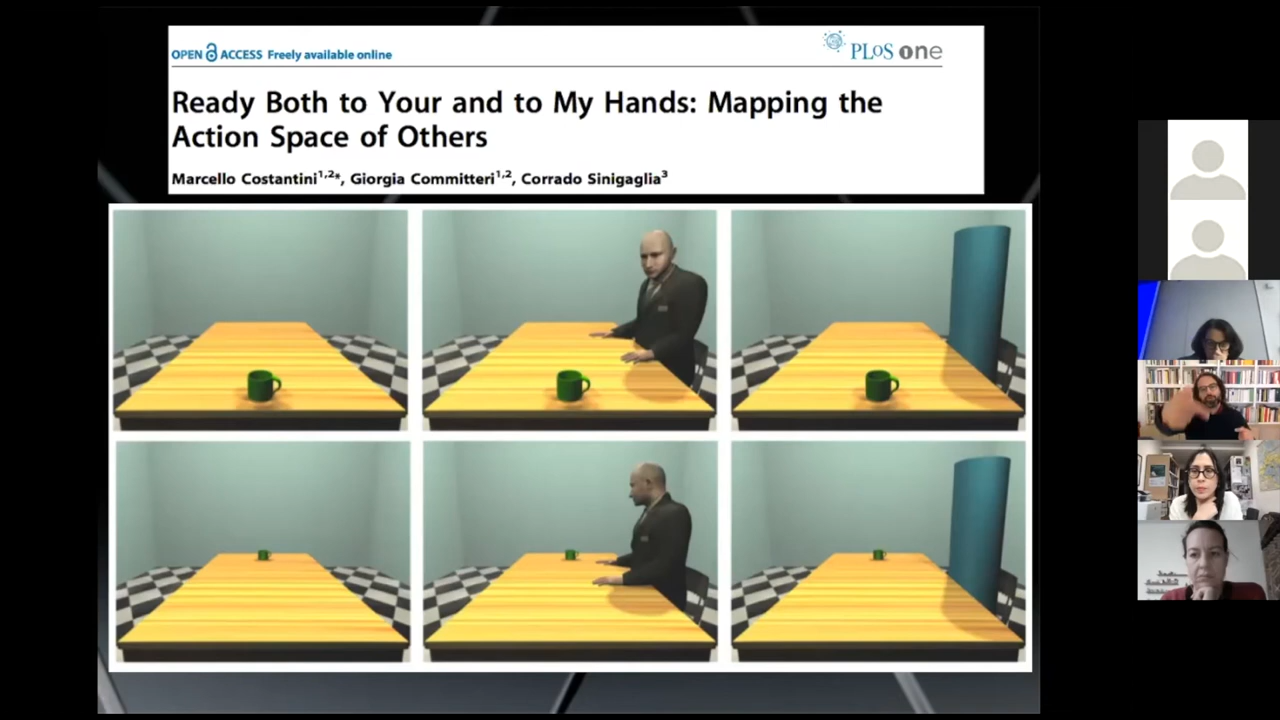 OPEN ACCESS Freely available online
PLoS one
Ready Both to Your and to My Hands: Mapping the
Action Space of Others
Marcello Costantini1,2*, Giorgia Committeri1,2, Corrado Sinigaglia3